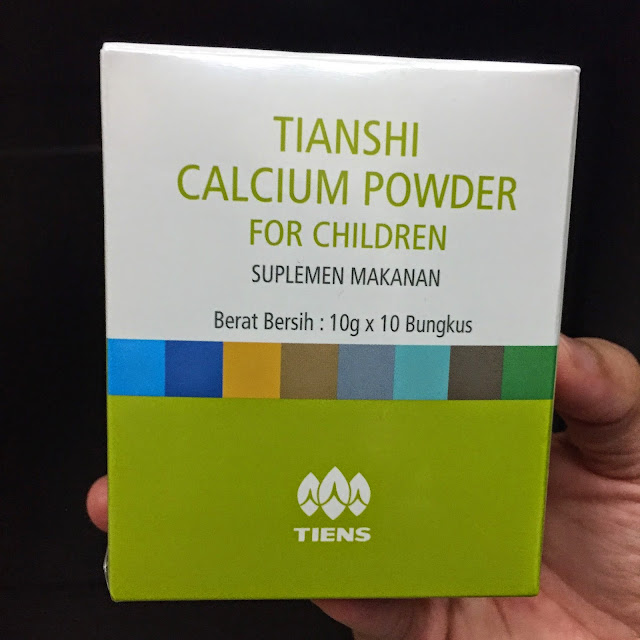 TIANSHI
CALCIUM POWDER
FOR CHILDREN
SUPLEMEN MAKANAN
Berat Bersih : 10g x 10 Bungkus
TIENS